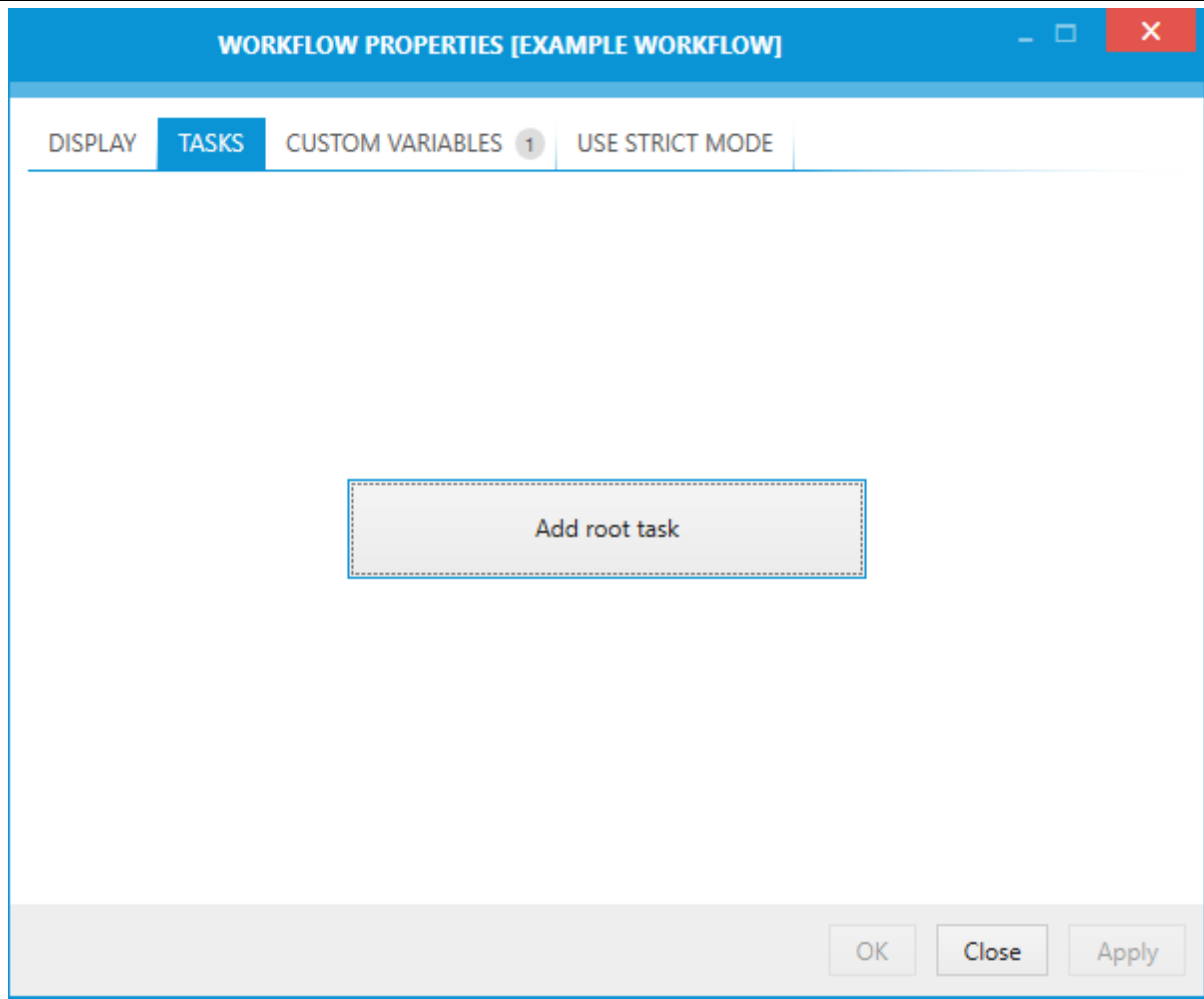 WORKFLOW PROPERTIES [EXAMPLE WORKFLOW]
DISPLAY TASKS CUSTOM VARIABLES 1 USE STRICT MODE
Add root task
OK Close Apply